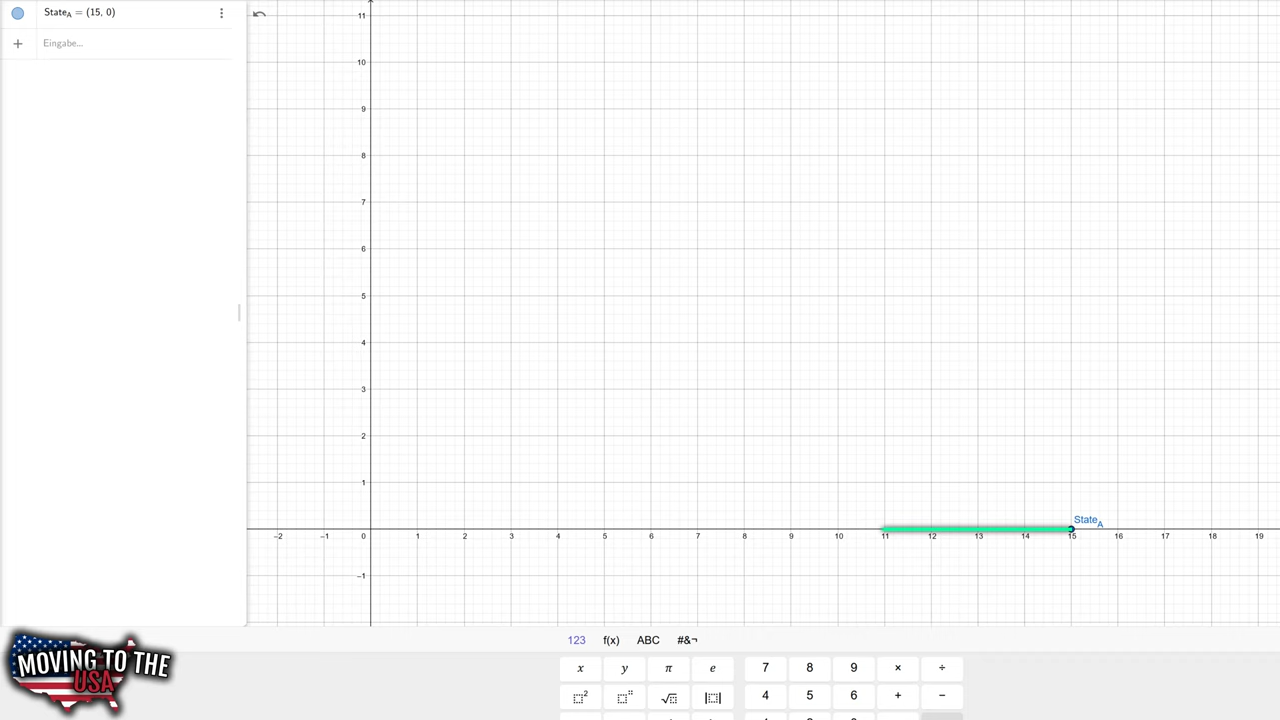 State_A = (15, 0)
Eingabe...
11
10
9
8
7
6
5
4
3
2
1
−2 −1 0 1 2 3 4 5 6 7 8 9 10 11 12 13 14 15 16 17 18 19
−1
State_A
123 f(x) ABC #&¬
x y π e 7 8 9 × ÷
4 5 6 + −
MOVING TO THE
USA